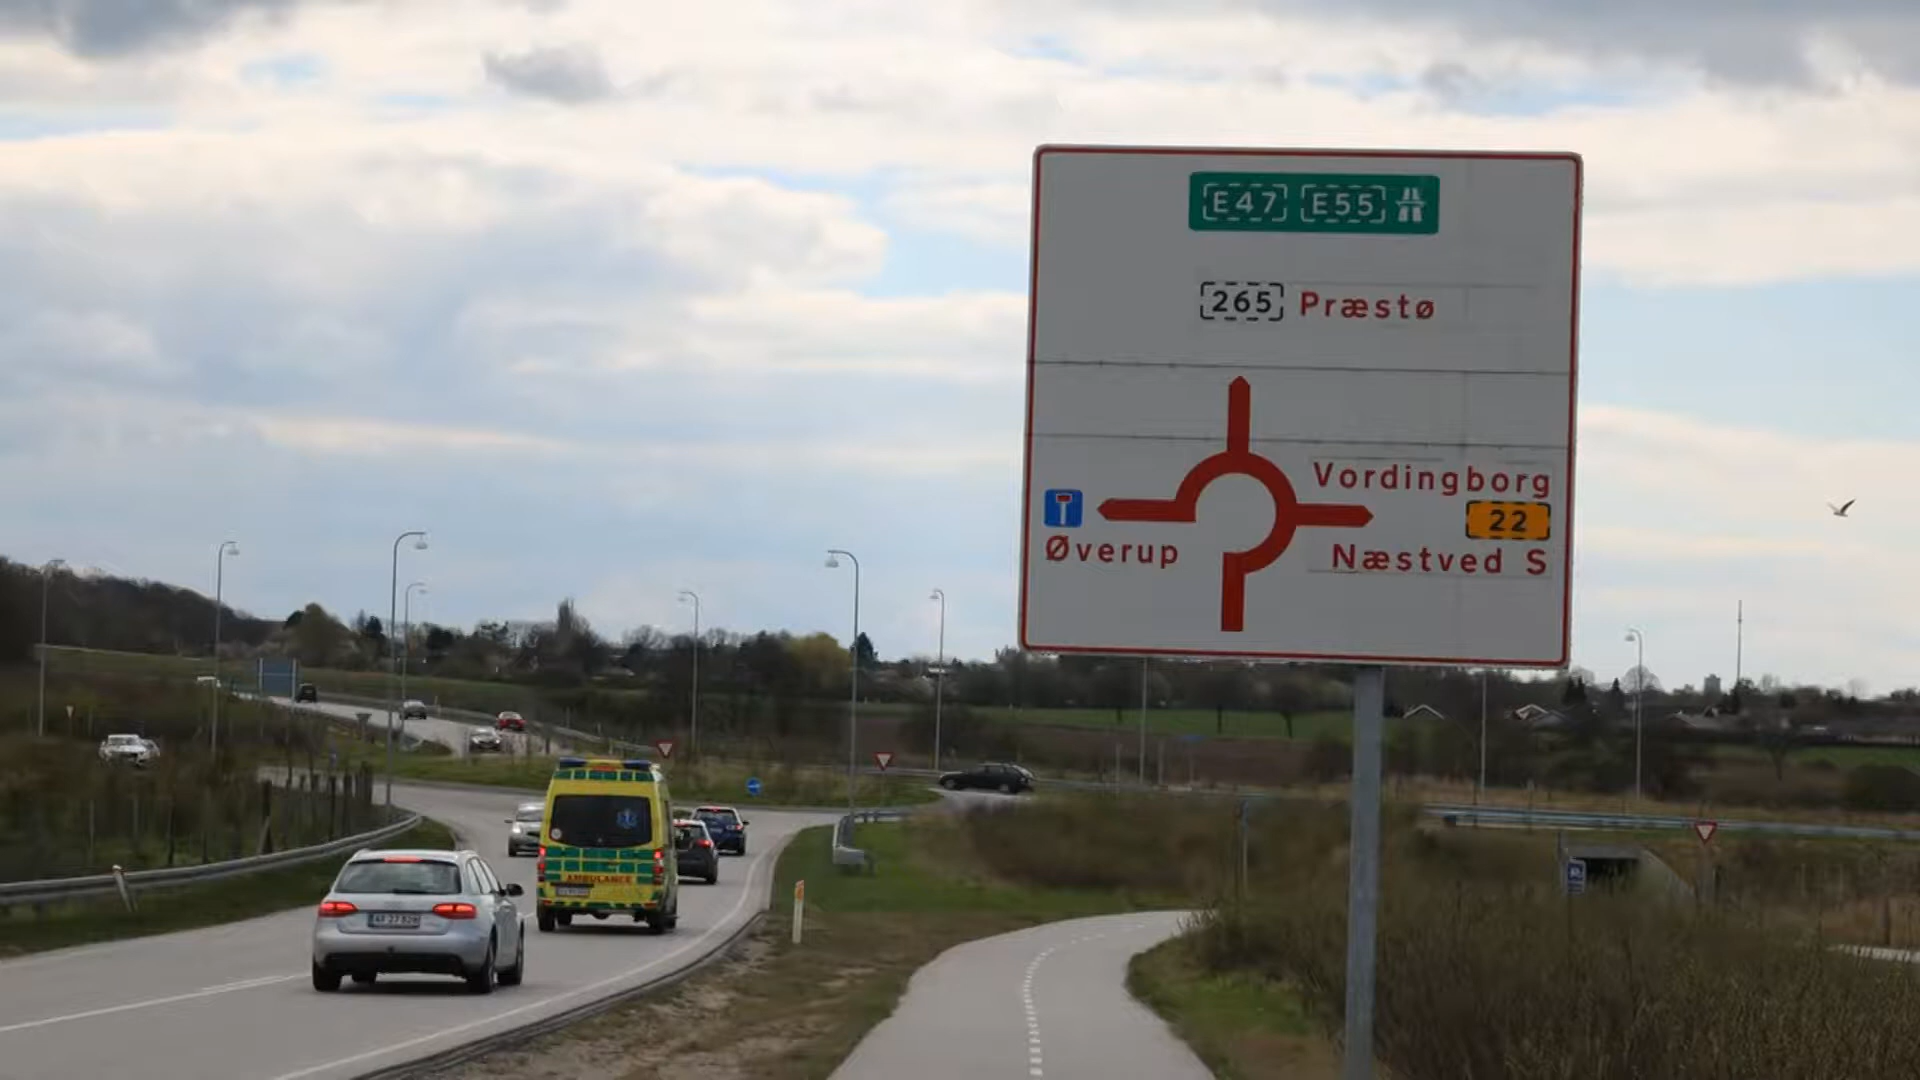 E47 E55
265 Præstø
Vordingborg
22
Øverup
Næstved S
AMBULANCE